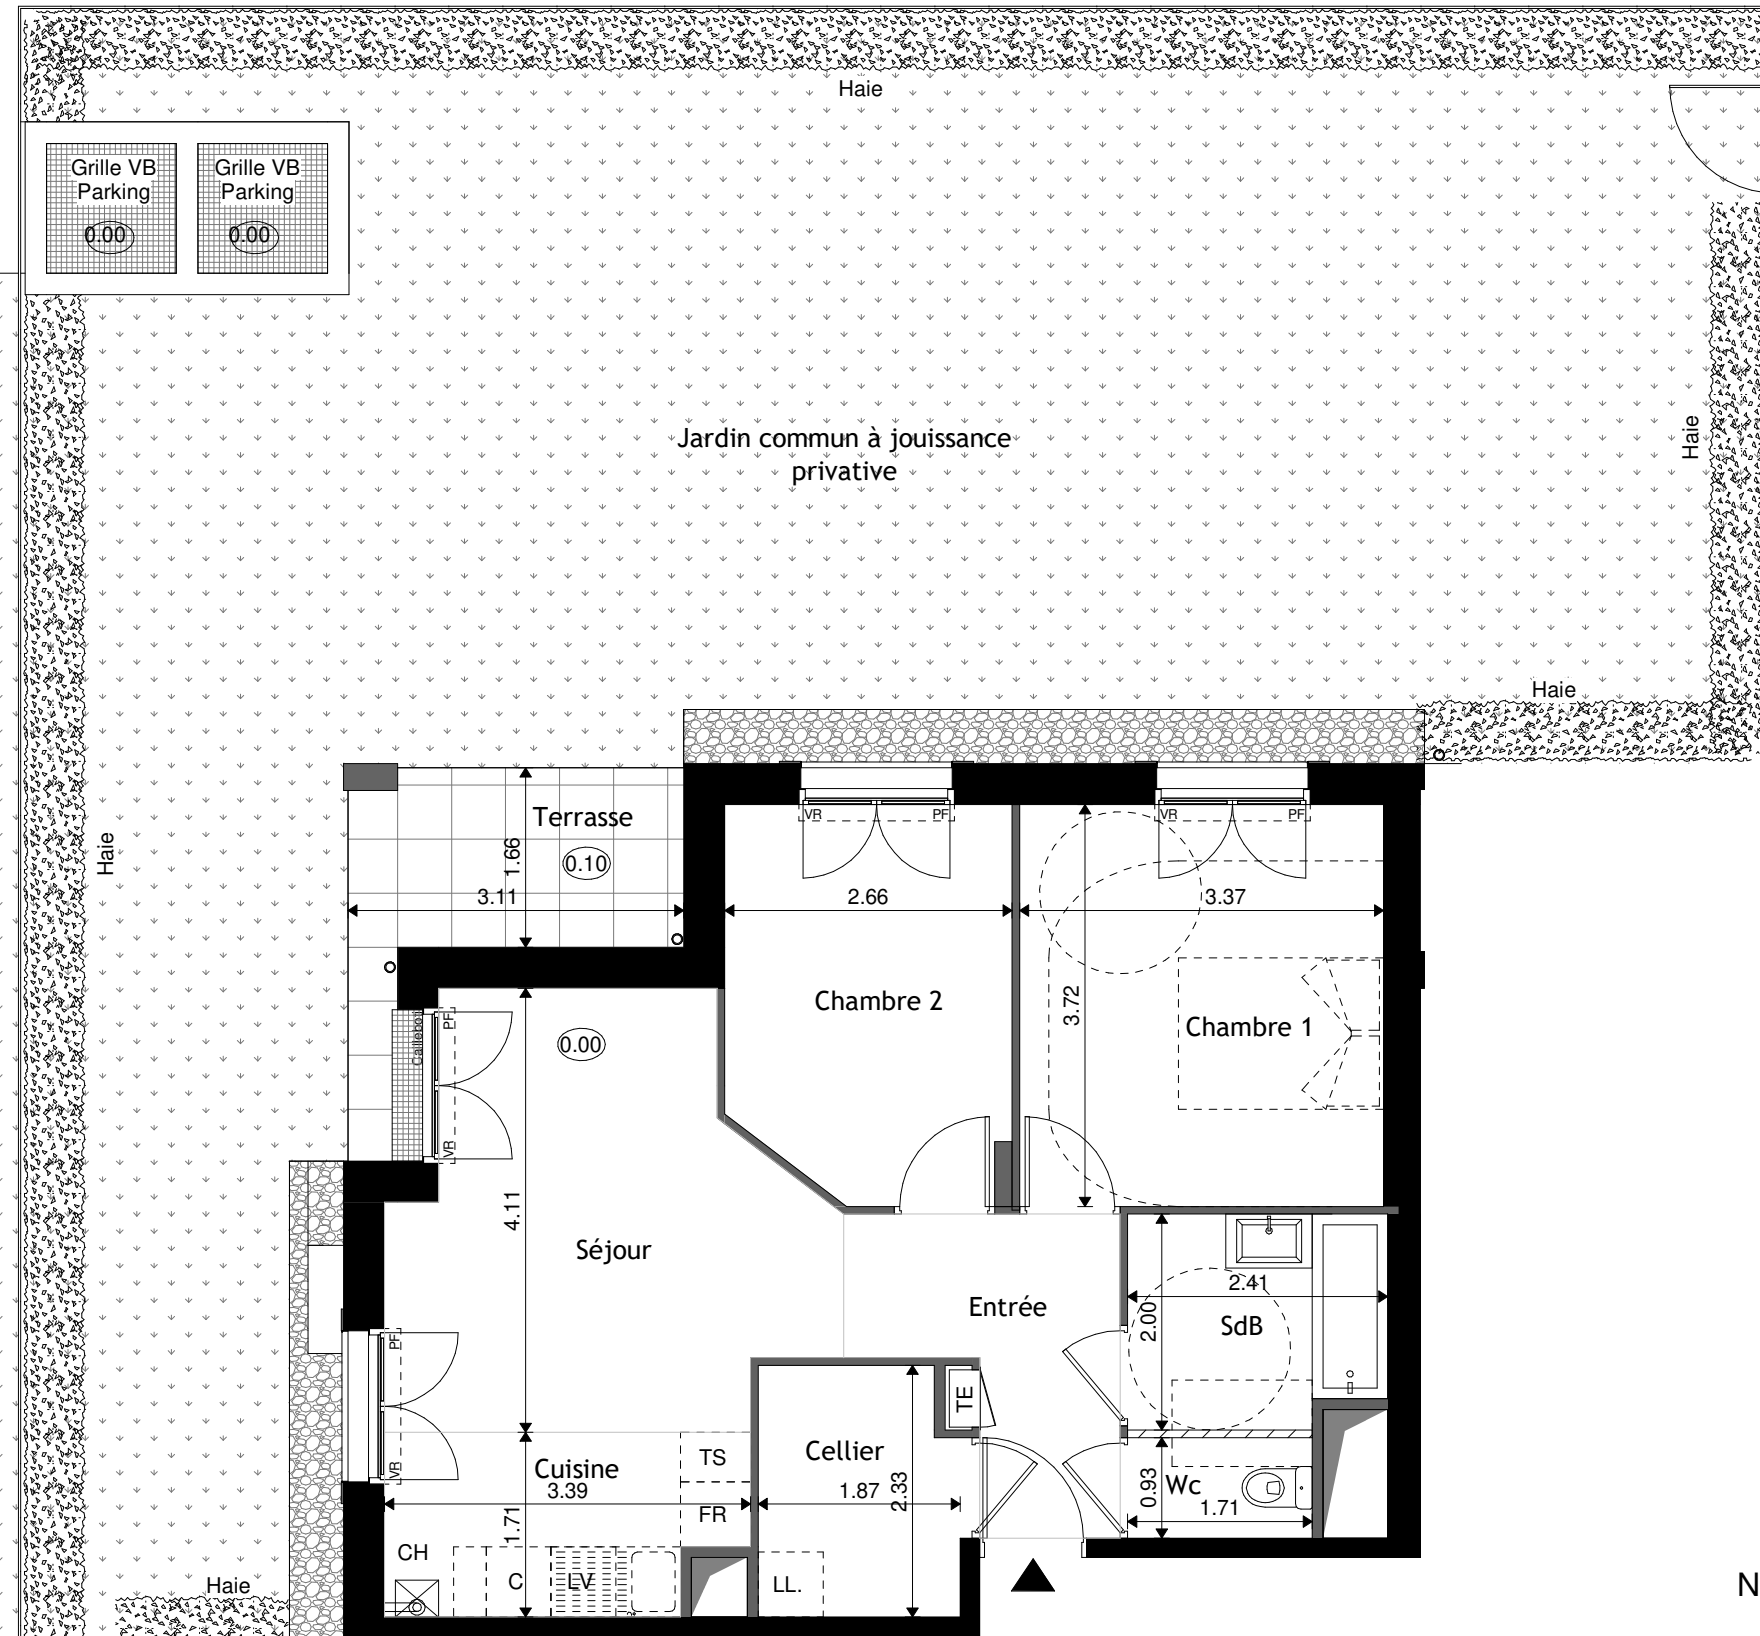 Haie
Grille VB
Parking
0.00
Grille VB
Parking
0.00
Jardin commun à jouissance
privative
Haie
Haie
Haie
Terrasse
1.66
0.10
3.11
VR
PF
VR
PF
2.66
3.37
Chambre 2
3.72
Chambre 1
PF
VR
0.00
4.11
Séjour
Entrée
2.41
2.00
SdB
PF
VR
TE
TS
Cellier
Cuisine
3.39
FR
1.71
1.87
2.33
0.93
Wc
1.71
CH
C
LV
LL.
Haie
N